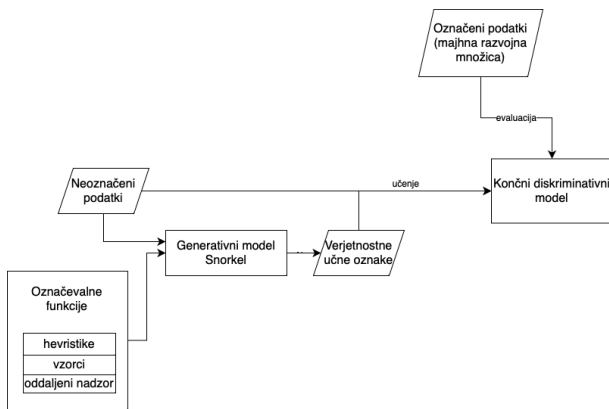 Označeni podatki
(majhna razvojna
množica)
evaluacija
Neoznačeni
podatki
učenje
Končni diskriminativni
model
Generativni model
Snorkel
Verjetnostne
učne oznake
Označevalne
funkcije
hevristike
vzorci
oddaljeni nadzor